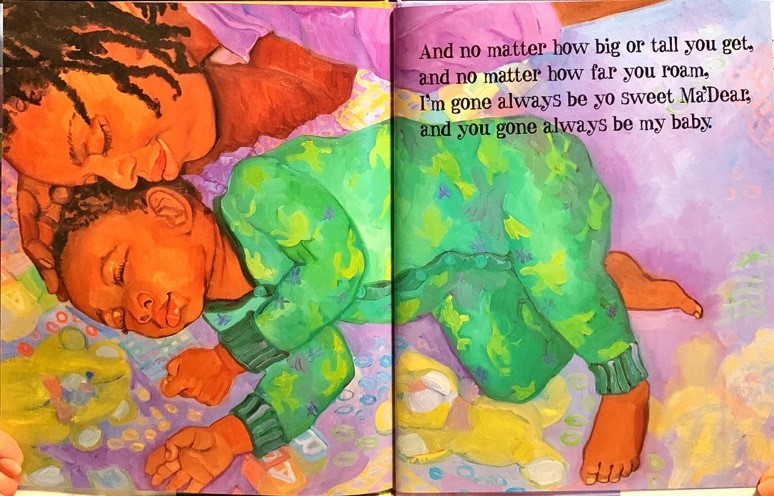 And no matter how big or tall you get,
and no matter how far you roam,
I'm gone always be yo sweet Ma'Dear,
and you gone always be my baby.